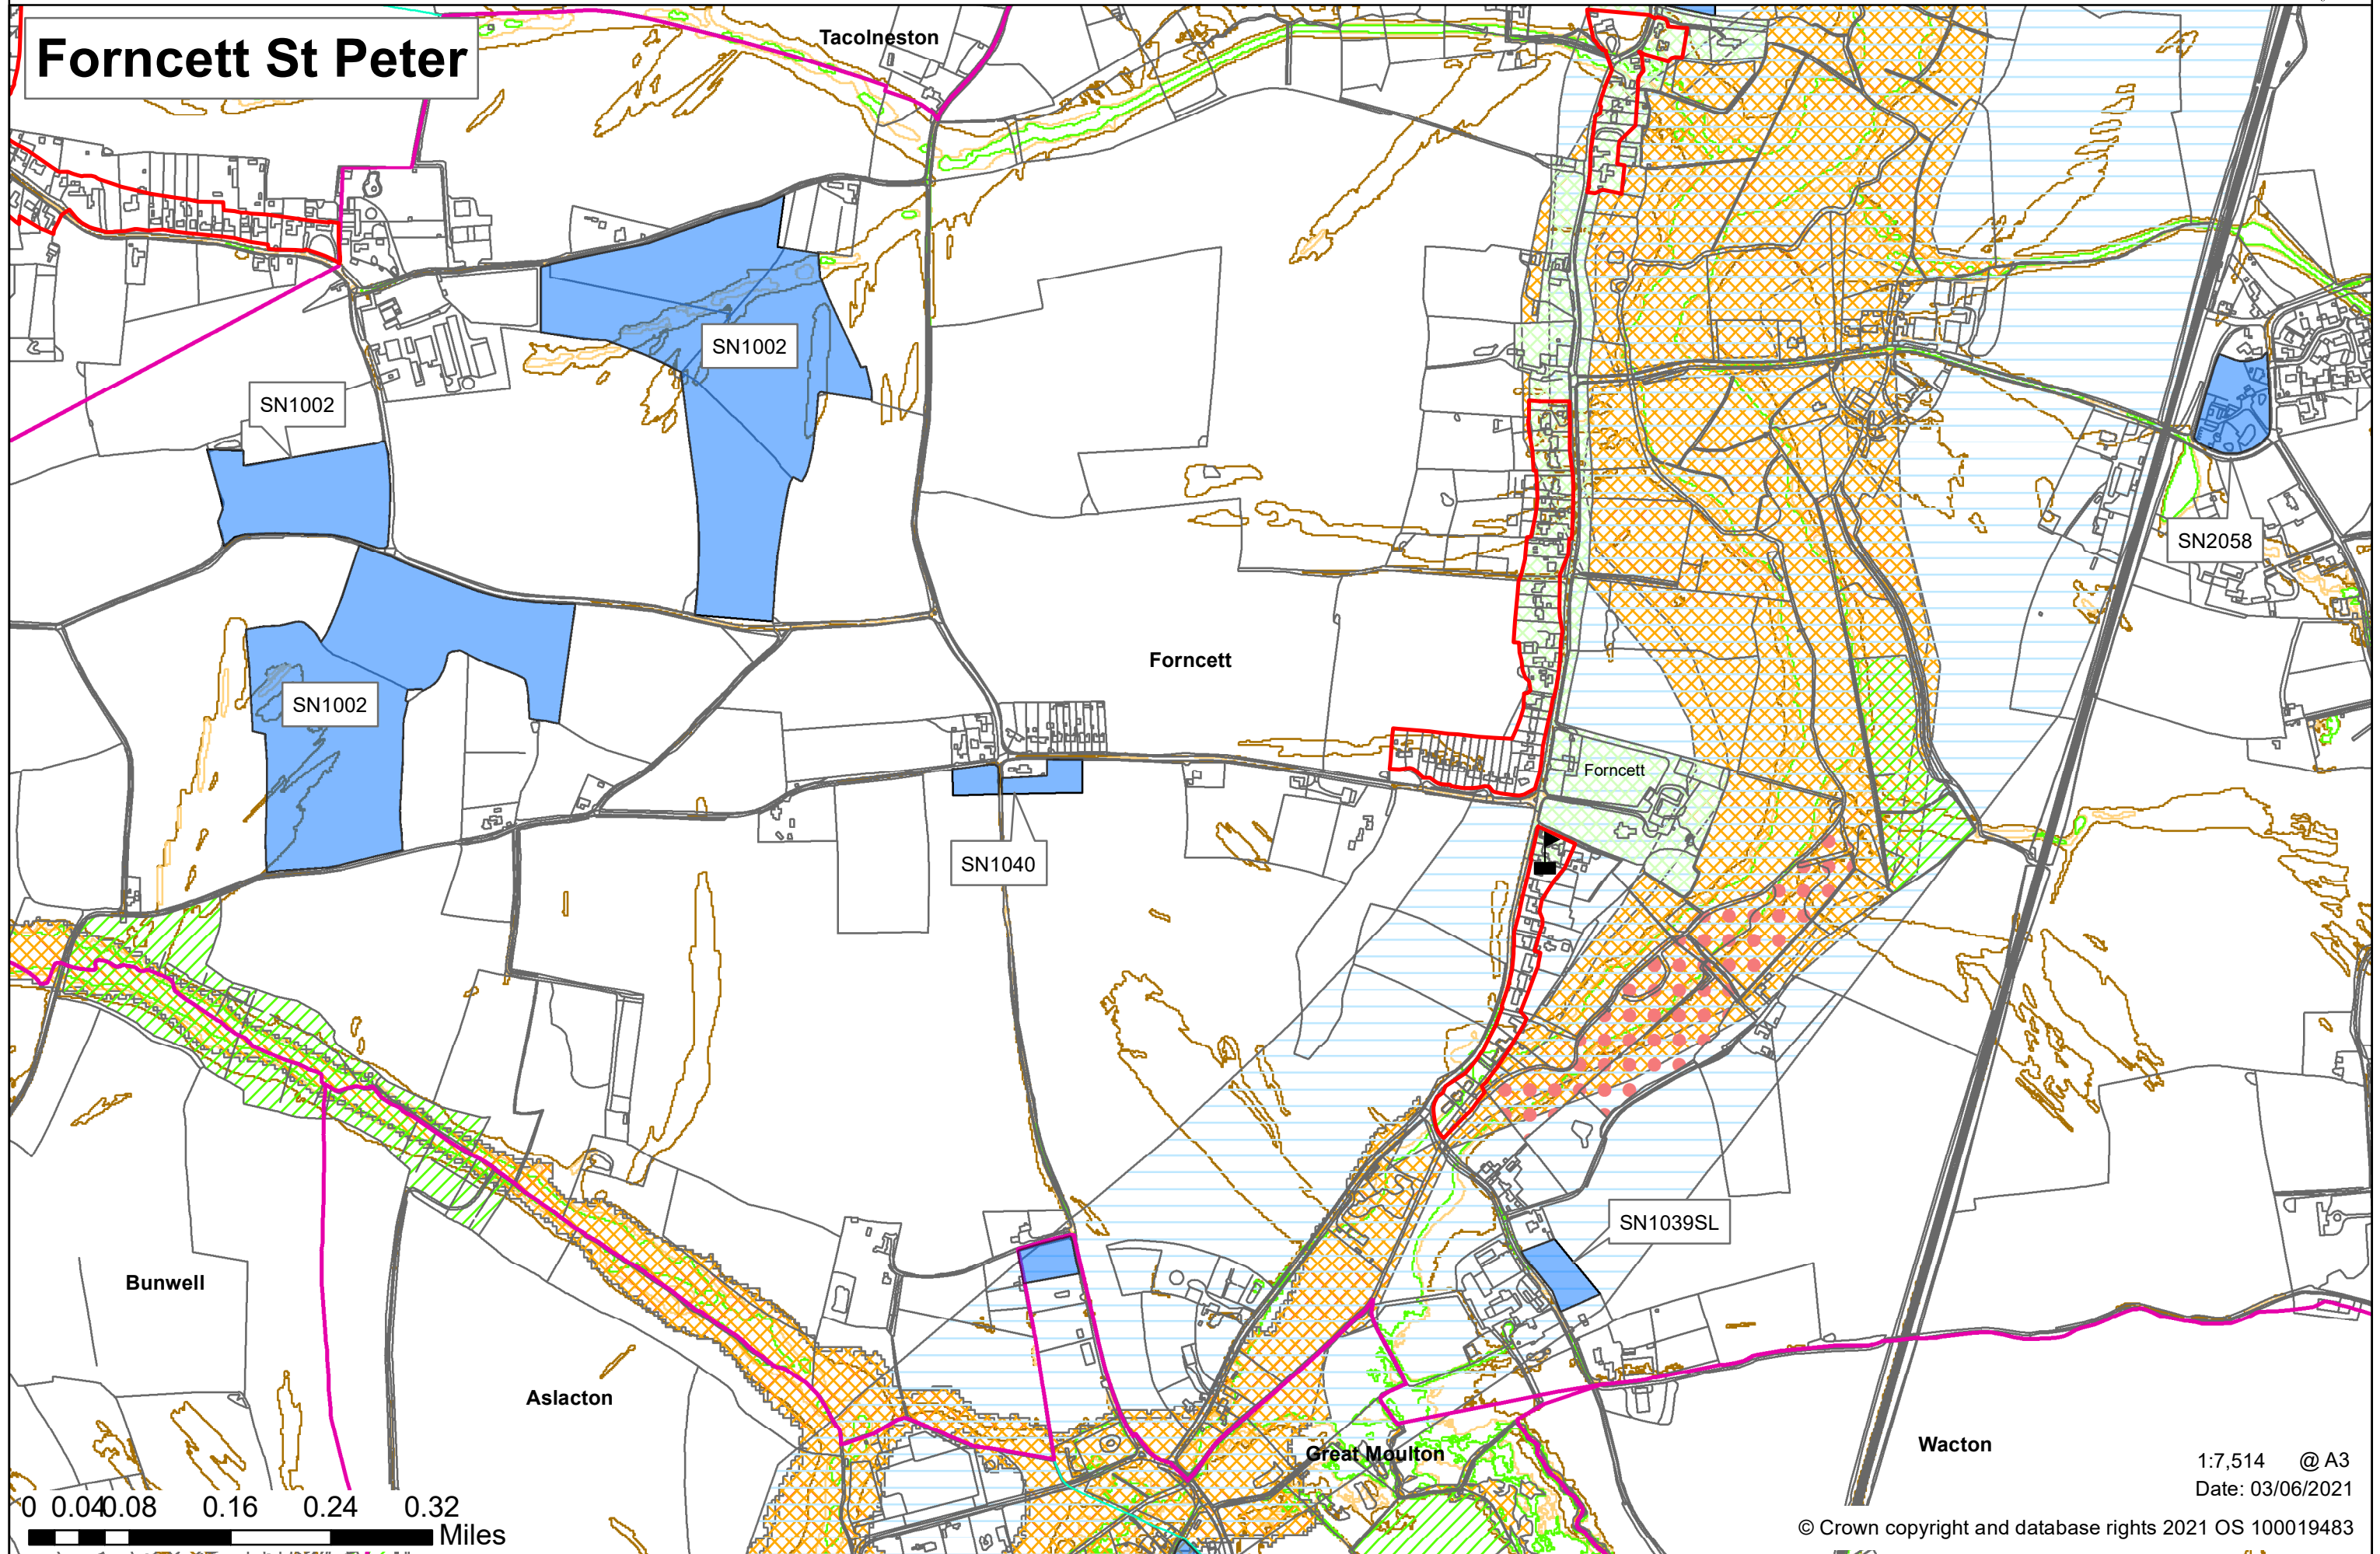 Forncett St Peter
Tacolneston
SN1002
SN1002
SN2058
Forncett
SN1002
Forncett
SN1040
SN1039SL
Bunwell
Aslacton
Great Moulton
Wacton
1:7,514 @ A3
Date: 03/06/2021
0 0.04 0.08 0.16 0.24 0.32
Miles
© Crown copyright and database rights 2021 OS 100019483